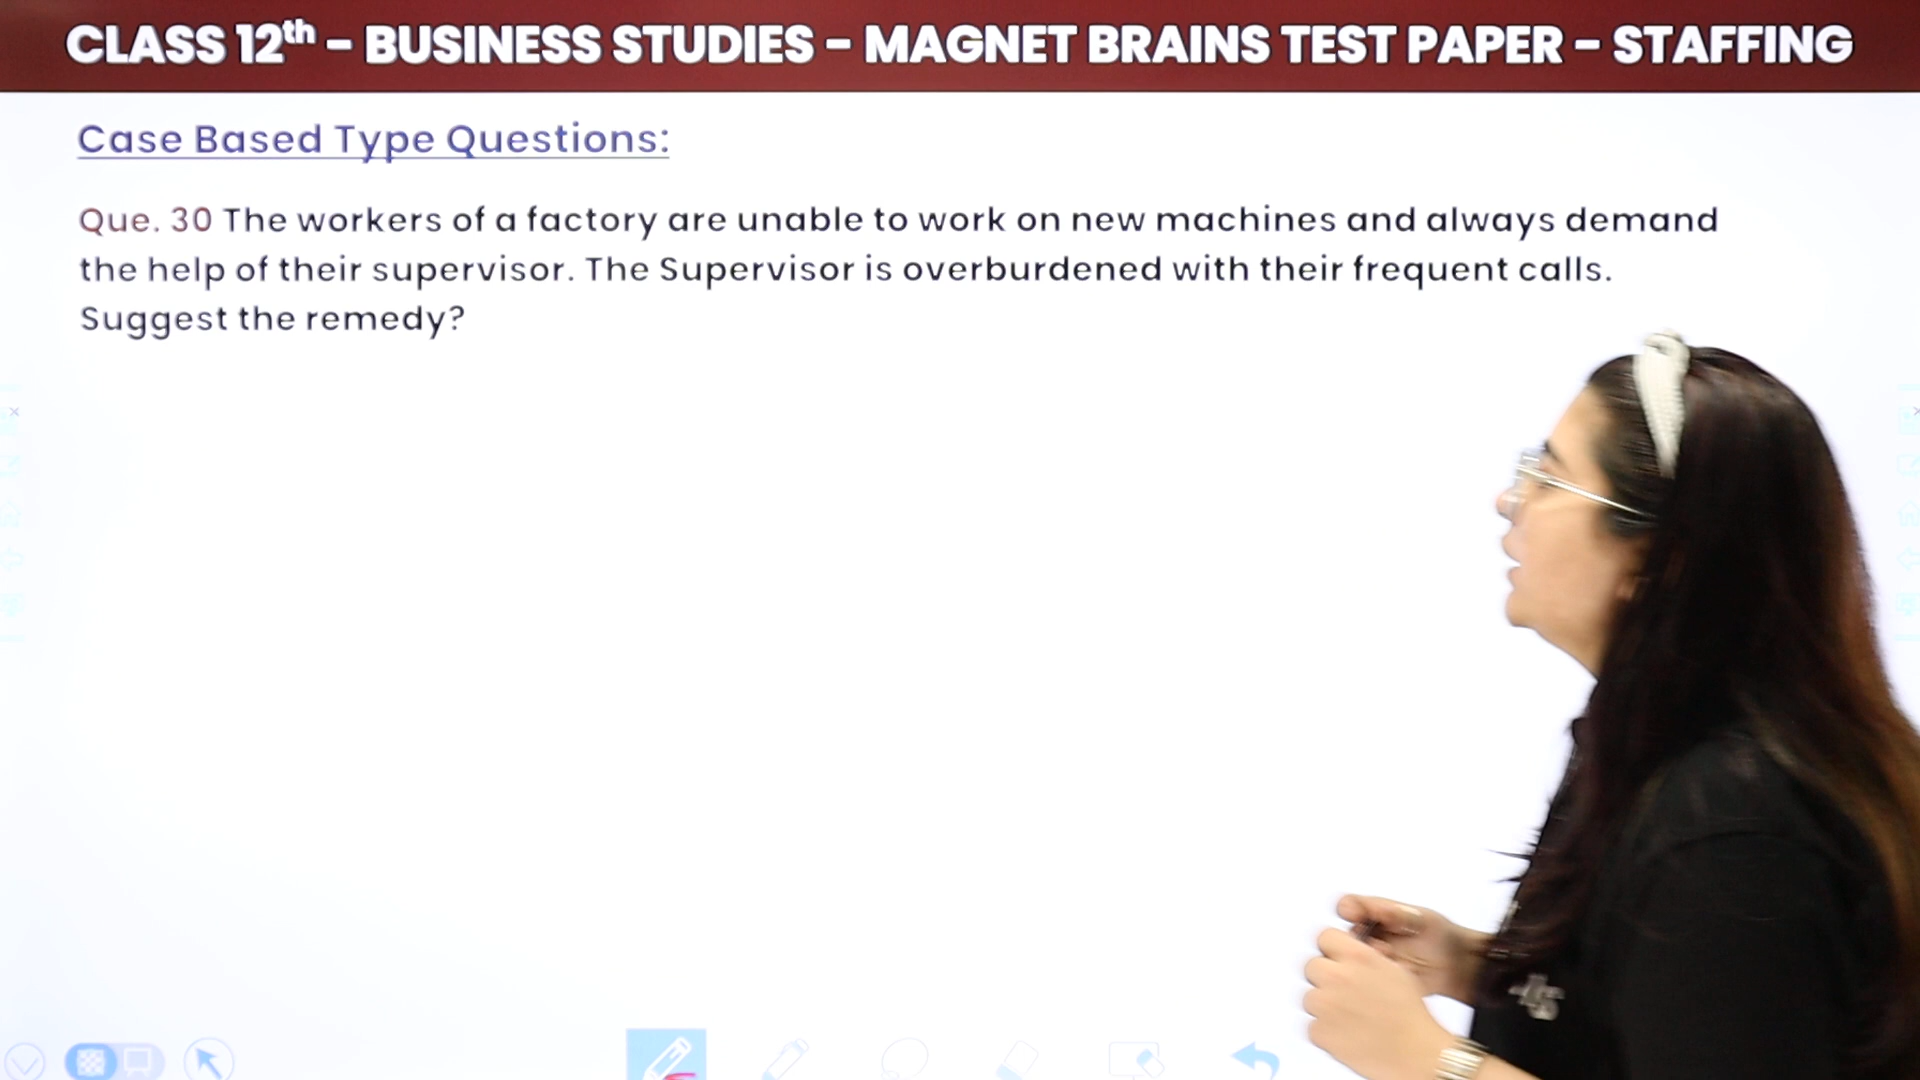 CLASS 12th – BUSINESS STUDIES – MAGNET BRAINS TEST PAPER – STAFFING
Case Based Type Questions:
Que. 30 The workers of a factory are unable to work on new machines and always demand
the help of their supervisor. The Supervisor is overburdened with their frequent calls.
Suggest the remedy?